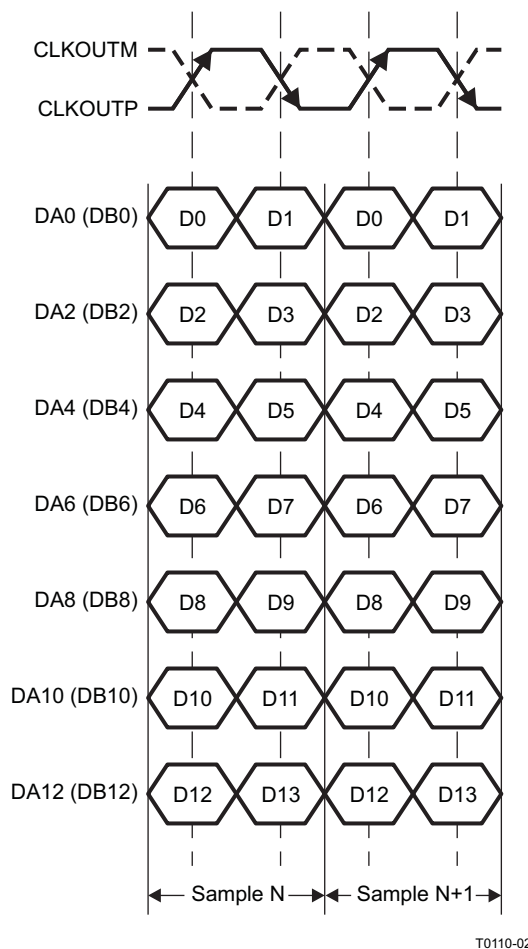 CLKOUTM
CLKOUTP
DA0 (DB0) D0 D1 D0 D1
DA2 (DB2) D2 D3 D2 D3
DA4 (DB4) D4 D5 D4 D5
DA6 (DB6) D6 D7 D6 D7
DA8 (DB8) D8 D9 D8 D9
DA10 (DB10) D10 D11 D10 D11
DA12 (DB12) D12 D13 D12 D13
Sample N Sample N+1
T0110-02